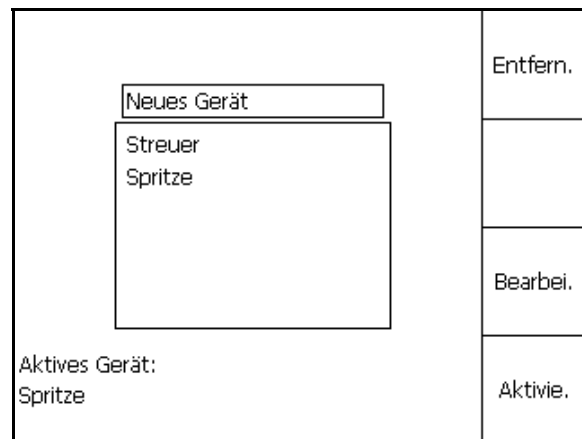 Neues Gerät
Streuer
Spritze
Aktives Gerät:
Spritze
Entfern.
Bearbei.
Aktivie.